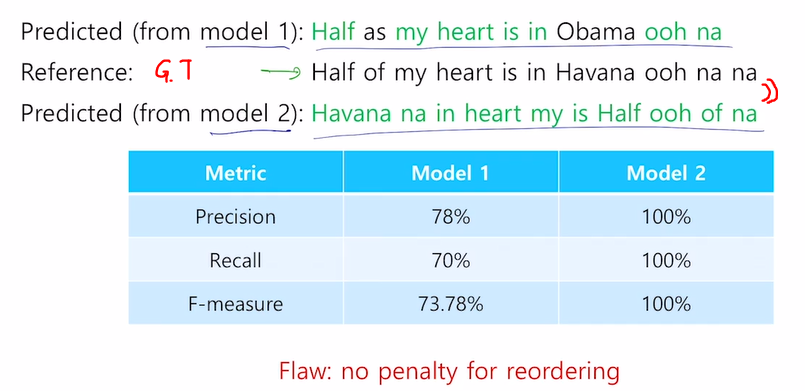 Predicted (from model 1): Half as my heart is in Obama ooh na
Reference: G.T → Half of my heart is in Havana ooh na na
Predicted (from model 2): Havana na in heart my is Half ooh of na
Metric Model 1 Model 2
Precision 78% 100%
Recall 70% 100%
F-measure 73.78% 100%
Flaw: no penalty for reordering